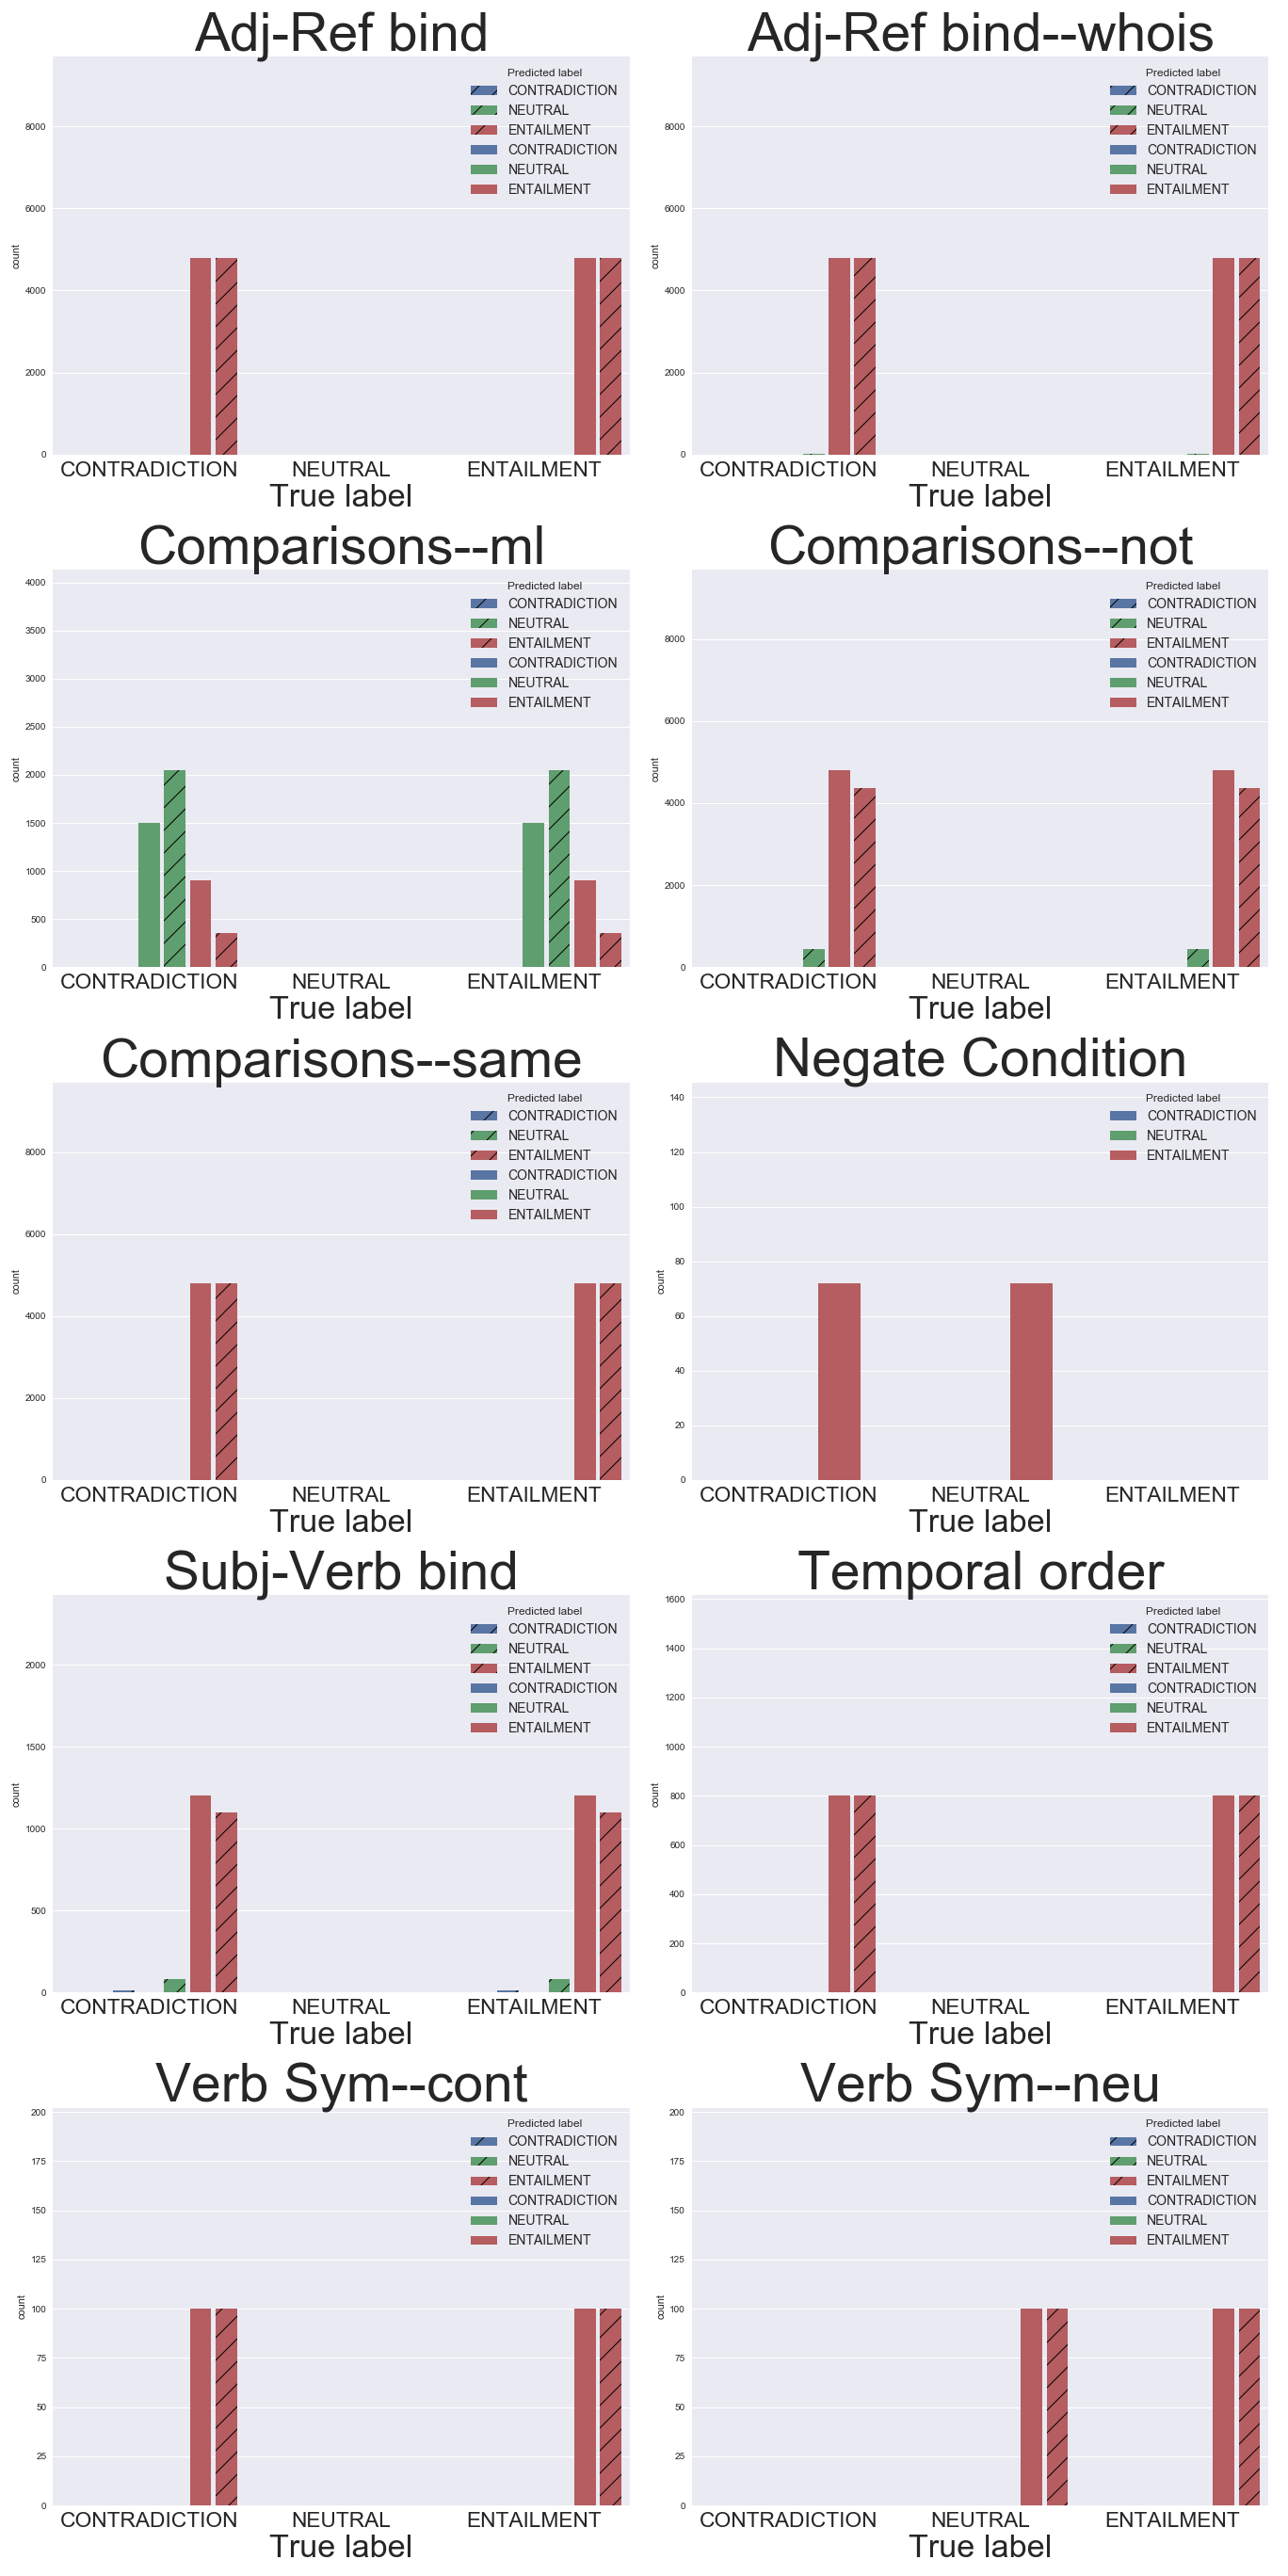 Adj-Ref bind
Predicted label
CONTRADICTION
NEUTRAL
ENTAILMENT
CONTRADICTION
NEUTRAL
ENTAILMENT
8000
6000
4000
2000
0
count
CONTRADICTION NEUTRAL ENTAILMENT
True label
Adj-Ref bind--whois
Predicted label
CONTRADICTION
NEUTRAL
ENTAILMENT
CONTRADICTION
NEUTRAL
ENTAILMENT
8000
6000
4000
2000
0
count
CONTRADICTION NEUTRAL ENTAILMENT
True label
Comparisons--ml
Predicted label
CONTRADICTION
NEUTRAL
ENTAILMENT
CONTRADICTION
NEUTRAL
ENTAILMENT
4000
3500
3000
2500
2000
1500
1000
500
0
count
CONTRADICTION NEUTRAL ENTAILMENT
True label
Comparisons--not
Predicted label
CONTRADICTION
NEUTRAL
ENTAILMENT
CONTRADICTION
NEUTRAL
ENTAILMENT
8000
6000
4000
2000
0
count
CONTRADICTION NEUTRAL ENTAILMENT
True label
Comparisons--same
Predicted label
CONTRADICTION
NEUTRAL
ENTAILMENT
CONTRADICTION
NEUTRAL
ENTAILMENT
8000
6000
4000
2000
0
count
CONTRADICTION NEUTRAL ENTAILMENT
True label
Negate Condition
Predicted label
CONTRADICTION
NEUTRAL
ENTAILMENT
140
120
100
80
60
40
20
0
count
CONTRADICTION NEUTRAL ENTAILMENT
True label
Subj-Verb bind
Predicted label
CONTRADICTION
NEUTRAL
ENTAILMENT
CONTRADICTION
NEUTRAL
ENTAILMENT
2000
1500
1000
500
0
count
CONTRADICTION NEUTRAL ENTAILMENT
True label
Temporal order
Predicted label
CONTRADICTION
NEUTRAL
ENTAILMENT
CONTRADICTION
NEUTRAL
ENTAILMENT
1600
1400
1200
1000
800
600
400
200
0
count
CONTRADICTION NEUTRAL ENTAILMENT
True label
Verb Sym--cont
Predicted label
CONTRADICTION
NEUTRAL
ENTAILMENT
CONTRADICTION
NEUTRAL
ENTAILMENT
200
175
150
125
100
75
50
25
0
count
CONTRADICTION NEUTRAL ENTAILMENT
True label
Verb Sym--neu
Predicted label
CONTRADICTION
NEUTRAL
ENTAILMENT
CONTRADICTION
NEUTRAL
ENTAILMENT
200
175
150
125
100
75
50
25
0
count
CONTRADICTION NEUTRAL ENTAILMENT
True label